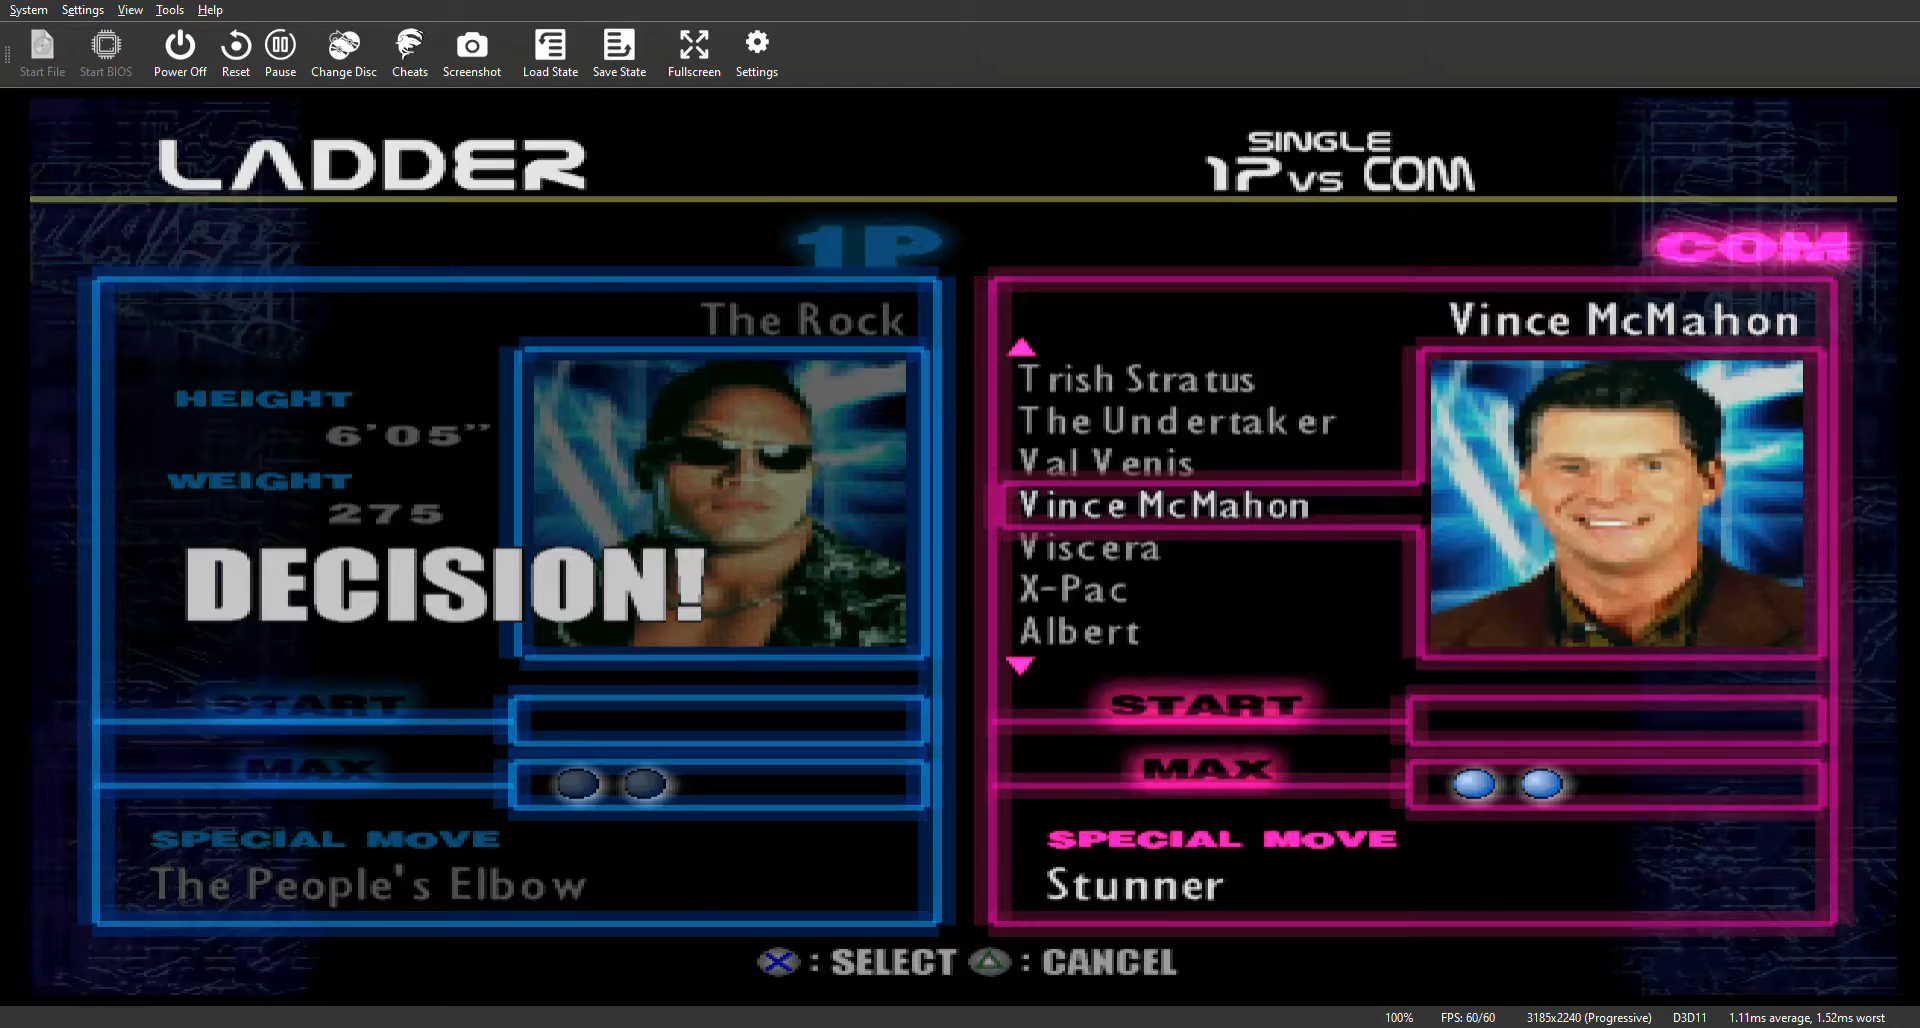 System Settings View Tools Help
Start File Start BIOS Power Off Reset Pause Change Disc Cheats Screenshot Load State Save State Fullscreen Settings
LADDER
SINGLE
1P VS COM
1P
COM
The Rock
HEIGHT
6'05"
WEIGHT
275
DECISION!
START
MAX
SPECIAL MOVE
The People's Elbow
Vince McMahon
Trish Stratus
The Undertaker
Val Venis
Vince McMahon
Viscera
X-Pac
Albert
START
MAX
SPECIAL MOVE
Stunner
: SELECT : CANCEL
100% FPS: 60/60 3185x2240 (Progressive) D3D11 1.11ms average, 1.52ms worst